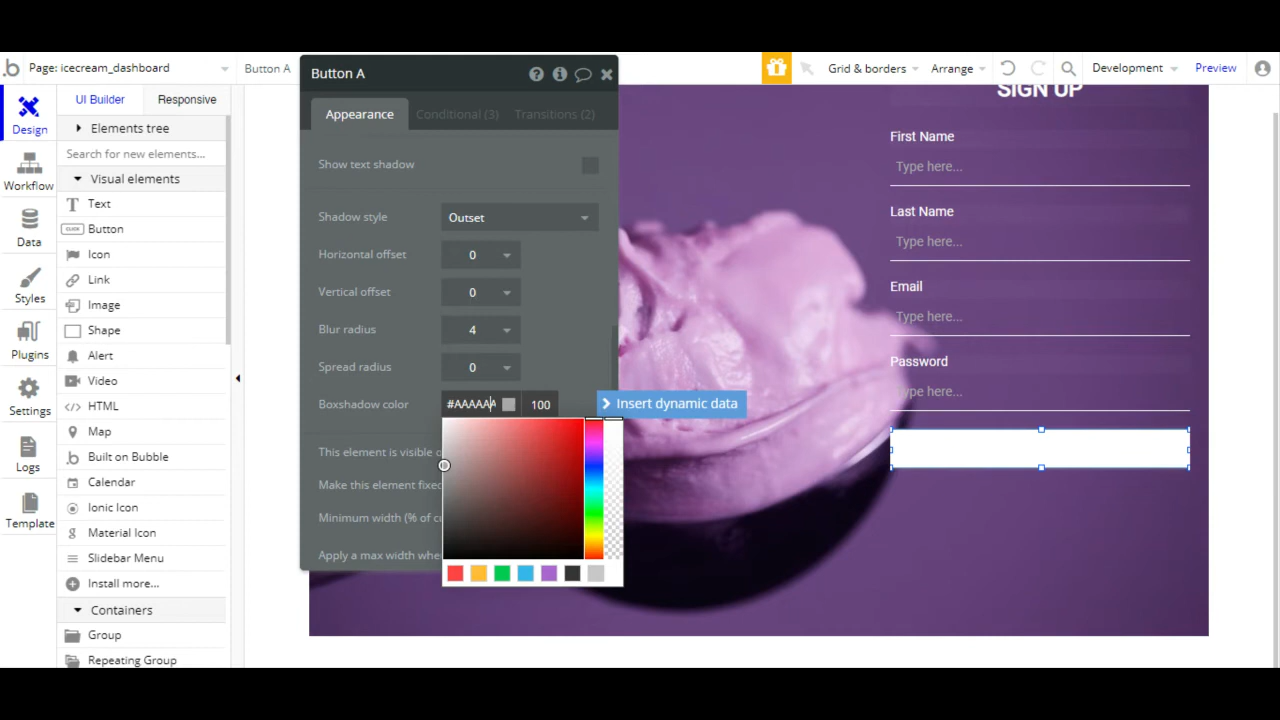 Page: icecream_dashboard
Button A
Button A
Grid & borders
Arrange
Development
Preview
Design
Workflow
Data
Styles
Plugins
Settings
Logs
Template
UI Builder
Responsive
Elements tree
Search for new elements...
Visual elements
Text
CLICK
Button
Icon
Link
Image
Shape
Alert
Video
HTML
Map
Built on Bubble
Calendar
Ionic Icon
Material Icon
Slidebar Menu
Install more...
Containers
Group
Repeating Group
Appearance
Conditional (3)
Transitions (2)
Show text shadow
Shadow style
Outset
Horizontal offset
0
Vertical offset
0
Blur radius
4
Spread radius
0
Boxshadow color
#AAAAAA
100
Insert dynamic data
This element is visible o
Make this element fixed
Minimum width (% of cu
Apply a max width whe
SIGN UP
First Name
Type here...
Last Name
Type here...
Email
Type here...
Password
Type here...